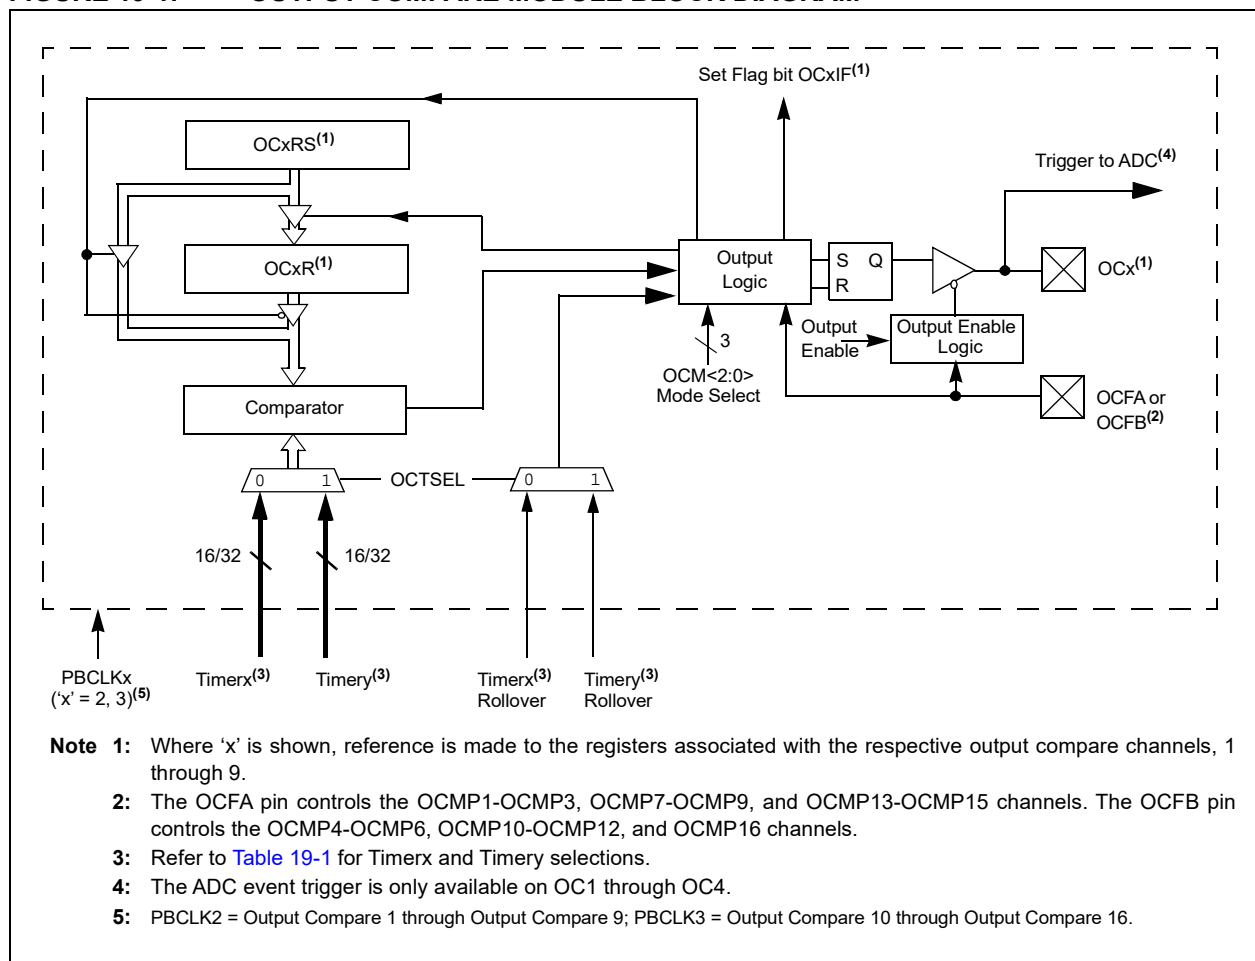 Set Flag bit OCxIF(1)
OCxRS(1)
Trigger to ADC(4)
OCxR(1)
Output
Logic
S Q
R
OCx(1)
Output
Enable
Output Enable
Logic
3
OCM<2:0>
Mode Select
OCFA or
OCFB(2)
Comparator
0 1
OCTSEL
0 1
16/32
16/32
PBCLKx
('x' = 2, 3)(5)
Timerx(3)
Timery(3)
Timerx(3)
Rollover
Timery(3)
Rollover
Note 1: Where 'x' is shown, reference is made to the registers associated with the respective output compare channels, 1
through 9.
2: The OCFA pin controls the OCMP1-OCMP3, OCMP7-OCMP9, and OCMP13-OCMP15 channels. The OCFB pin
controls the OCMP4-OCMP6, OCMP10-OCMP12, and OCMP16 channels.
3: Refer to Table 19-1 for Timerx and Timery selections.
4: The ADC event trigger is only available on OC1 through OC4.
5: PBCLK2 = Output Compare 1 through Output Compare 9; PBCLK3 = Output Compare 10 through Output Compare 16.